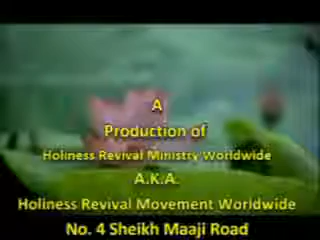 A
Production of
Holiness Revival Ministry Worldwide
A.K.A.
Holiness Revival Movement Worldwide
No. 4 Sheikh Maaji Road